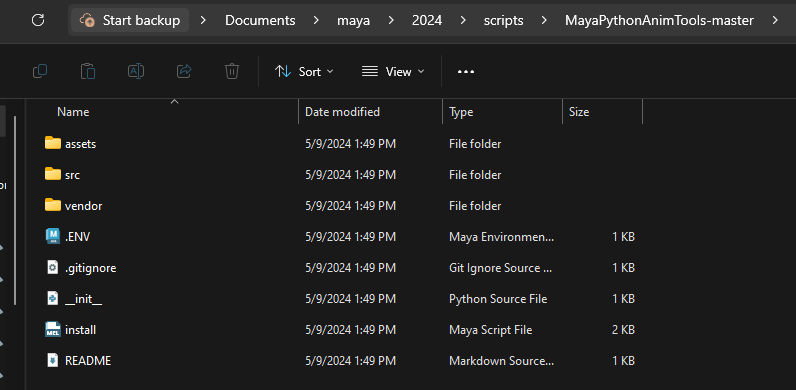 Start backup > Documents > maya > 2024 > scripts > MayaPythonAnimTools-master >
Sort View
Name Date modified Type Size
assets 5/9/2024 1:49 PM File folder
src 5/9/2024 1:49 PM File folder
vendor 5/9/2024 1:49 PM File folder
.ENV 5/9/2024 1:49 PM Maya Environmen... 1 KB
.gitignore 5/9/2024 1:49 PM Git Ignore Source ... 1 KB
__init__ 5/9/2024 1:49 PM Python Source File 1 KB
install 5/9/2024 1:49 PM Maya Script File 2 KB
README 5/9/2024 1:49 PM Markdown Source... 1 KB